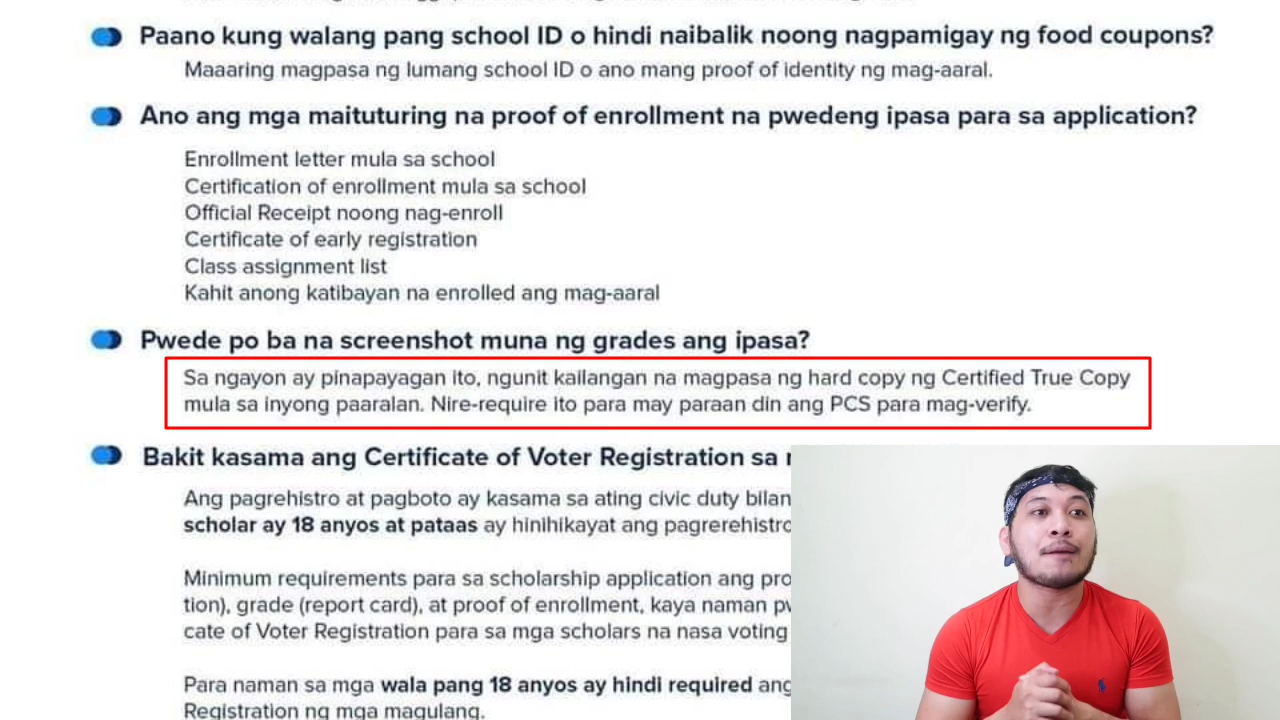 Paano kung walang pang school ID o hindi naibalik noong nagpamigay ng food coupons?
Maaaring magpasa ng lumang school ID o ano mang proof of identity ng mag-aaral.
Ano ang mga maituturing na proof of enrollment na pwedeng ipasa para sa application?
Enrollment letter mula sa school
Certification of enrollment mula sa school
Official Receipt noong nag-enroll
Certificate of early registration
Class assignment list
Kahit anong katibayan na enrolled ang mag-aaral
Pwede po ba na screenshot muna ng grades ang ipasa?
Sa ngayon ay pinapayagan ito, ngunit kailangan na magpasa ng hard copy ng Certified True Copy
mula sa inyong paaralan. Nire-require ito para may paraan din ang PCS para mag-verify.
Bakit kasama ang Certificate of Voter Registration sa
Ang pagrehistro at pagboto ay kasama sa ating civic duty bilan
scholar ay 18 anyos at pataas ay hinihikayat ang pagrerehistro
Minimum requirements para sa scholarship application ang pro
tion), grade (report card), at proof of enrollment, kaya naman
cate of Voter Registration para sa mga scholars na nasa voting
Para naman sa mga wala pang 18 anyos ay hindi required ang
Registration ng mga magulang.